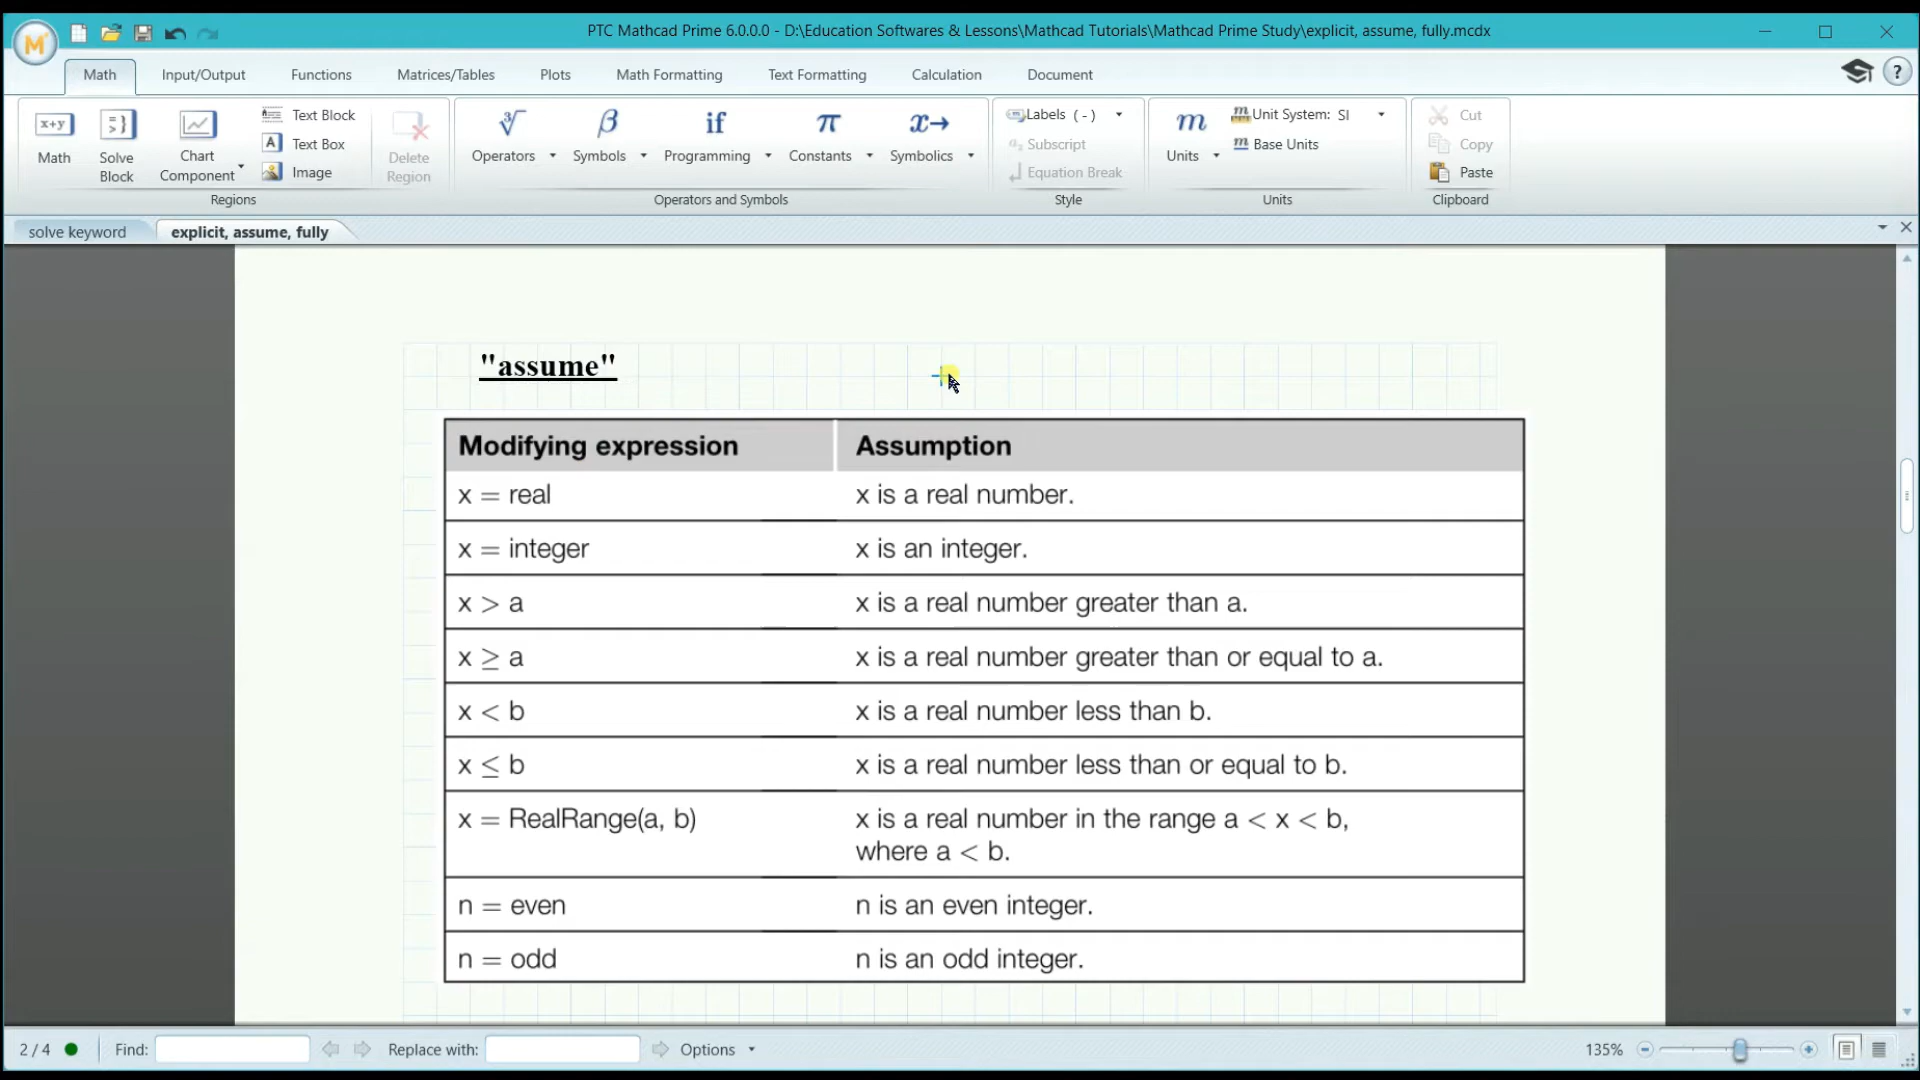 PTC Mathcad Prime 6.0.0.0 - D:\Education Softwares & Lessons\Mathcad Tutorials\Mathcad Prime Study\explicit, assume, fully.mcdx
M
Math Input/Output Functions Matrices/Tables Plots Math Formatting Text Formatting Calculation Document ?
x+y
Math
= > }
Solve
Block
Chart
Component
Text Block
A Text Box
Image
Delete
Region
Regions
∛
Operators
β
Symbols
if
Programming
π
Constants
x→
Symbolics
Operators and Symbols
Labels ( - )
a₂ Subscript
Equation Break
Style
m
Units
m Unit System: SI
m Base Units
Units
Cut
Copy
Paste
Clipboard
solve keyword explicit, assume, fully
"assume"
Modifying expression Assumption
x = real x is a real number.
x = integer x is an integer.
x > a x is a real number greater than a.
x ≥ a x is a real number greater than or equal to a.
x < b x is a real number less than b.
x ≤ b x is a real number less than or equal to b.
x = RealRange(a, b) x is a real number in the range a < x < b,
where a < b.
n = even n is an even integer.
n = odd n is an odd integer.
2 / 4 Find: Replace with: Options 135%